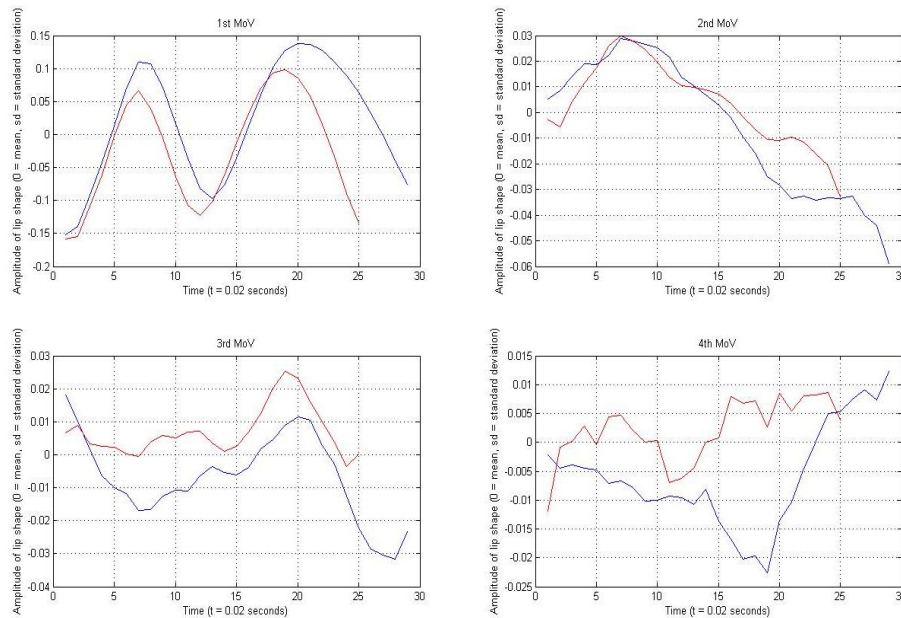 1st MoV
Amplitude of lip shape (0 = mean, sd = standard deviation)
0.15
0.1
0.05
0
-0.05
-0.1
-0.15
-0.2
0 5 10 15 20 25 30
Time (t = 0.02 seconds)
2nd MoV
Amplitude of lip shape (0 = mean, sd = standard deviation)
0.03
0.02
0.01
0
-0.01
-0.02
-0.03
-0.04
-0.05
-0.06
0 5 10 15 20 25 30
Time (t = 0.02 seconds)
3rd MoV
Amplitude of lip shape (0 = mean, sd = standard deviation)
0.03
0.02
0.01
0
-0.01
-0.02
-0.03
-0.04
0 5 10 15 20 25 30
Time (t = 0.02 seconds)
4th MoV
Amplitude of lip shape (0 = mean, sd = standard deviation)
0.015
0.01
0.005
0
-0.005
-0.01
-0.015
-0.02
-0.025
0 5 10 15 20 25 30
Time (t = 0.02 seconds)